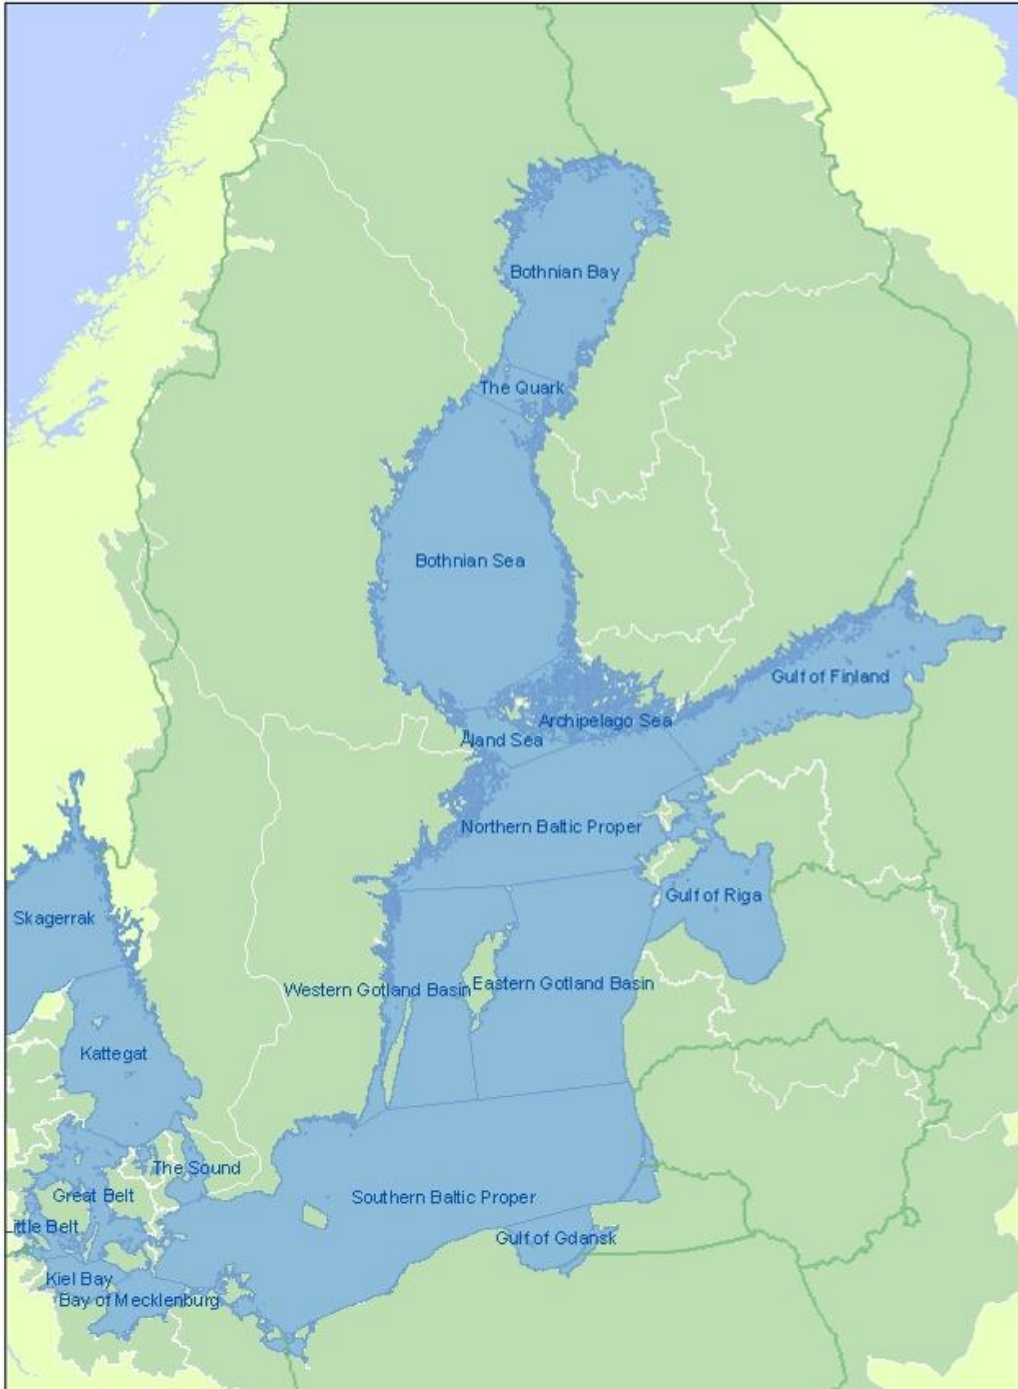 Bothnian Bay
The Quark
Bothnian Sea
Gulf of Finland
Archipelago Sea
Åland Sea
Northern Baltic Proper
Gulf of Riga
Skagerrak
Western Gotland Basin
Eastern Gotland Basin
Kattegat
The Sound
Great Belt
Southern Baltic Proper
Little Belt
Gulf of Gdansk
Kiel Bay
Bay of Mecklenburg